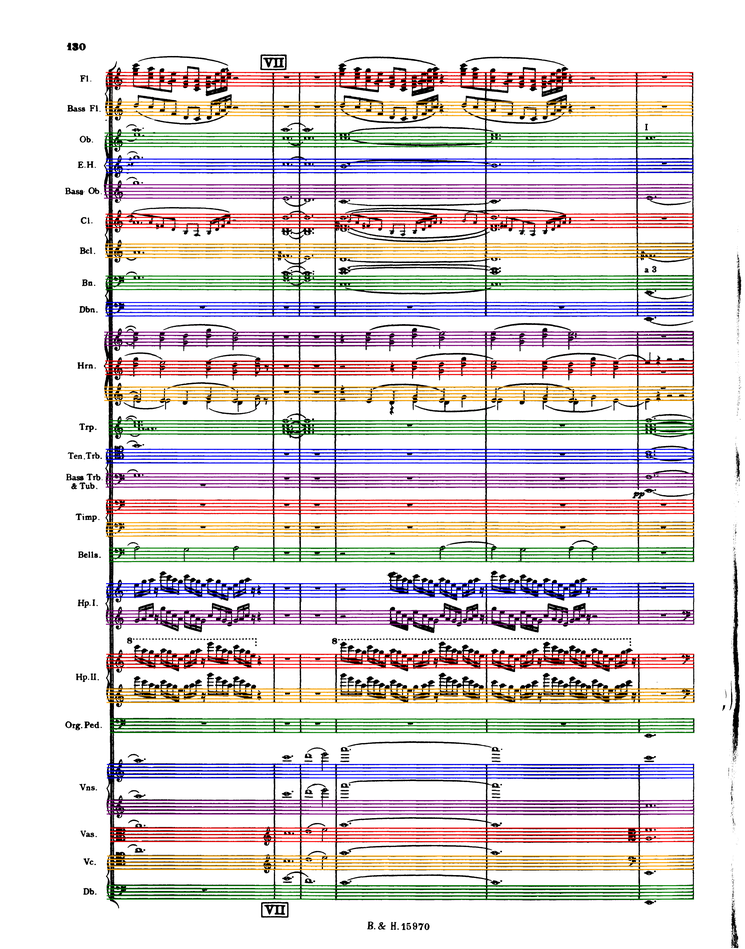 130
VII
Fl.
Bass Fl.
Ob.
I
E.H.
Bass Ob.
Cl.
Bcl.
Bn.
a 3
Dbn.
Hrn.
Trp.
Ten. Trb.
Bass Trb
& Tub.
pp
Timp.
Bells.
Hp. I.
8
8
Hp. II.
Org. Ped.
Vns.
Vas.
Vc.
Db.
VII
B. & H. 15970